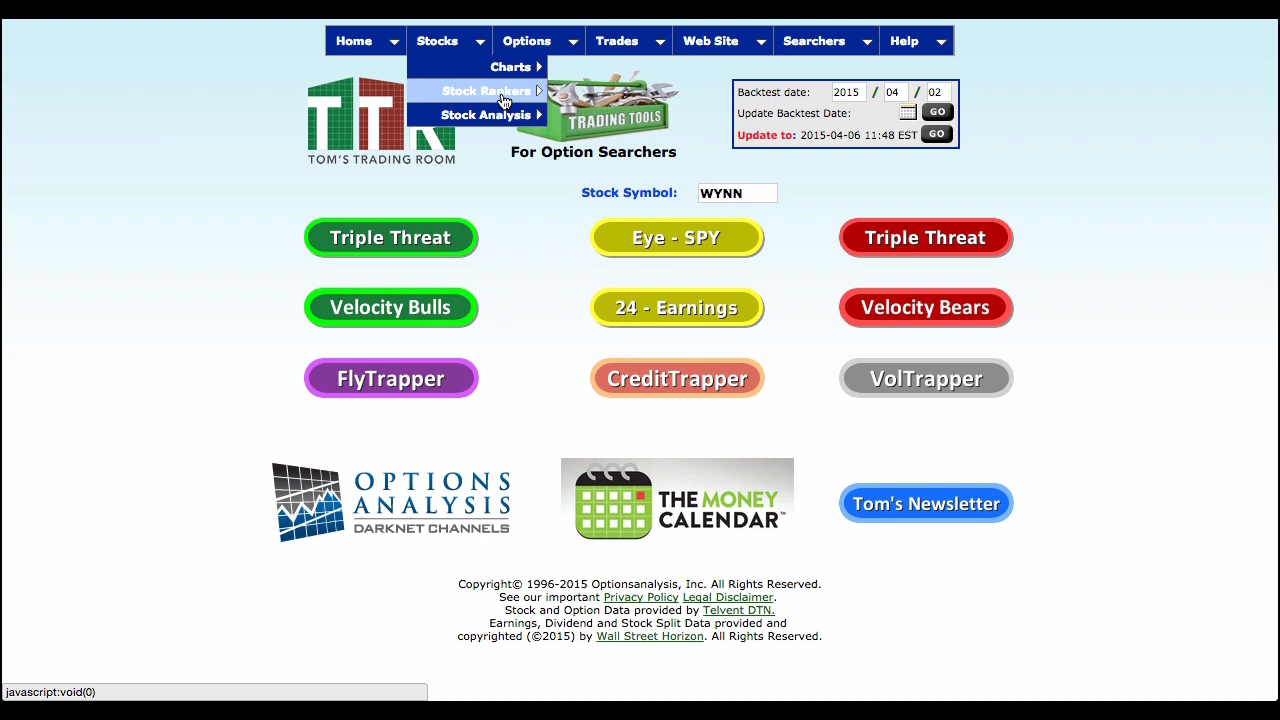 Home Stocks Options Trades Web Site Searchers Help
Charts
Stock Rankers
Stock Analysis
TOM'S TRADING ROOM
TRADING TOOLS
For Option Searchers
Backtest date: 2015 / 04 / 02
Update Backtest Date: GO
Update to: 2015-04-06 11:48 EST GO
Stock Symbol: WYNN
Triple Threat Eye - SPY Triple Threat
Velocity Bulls 24 - Earnings Velocity Bears
FlyTrapper CreditTrapper VolTrapper
OPTIONS
ANALYSIS
DARKNET CHANNELS
THE MONEY
CALENDAR™
Tom's Newsletter
Copyright© 1996-2015 Optionsanalysis, Inc. All Rights Reserved.
See our important Privacy Policy Legal Disclaimer.
Stock and Option Data provided by Telvent DTN.
Earnings, Dividend and Stock Split Data provided and
copyrighted (©2015) by Wall Street Horizon. All Rights Reserved.
javascript:void(0)